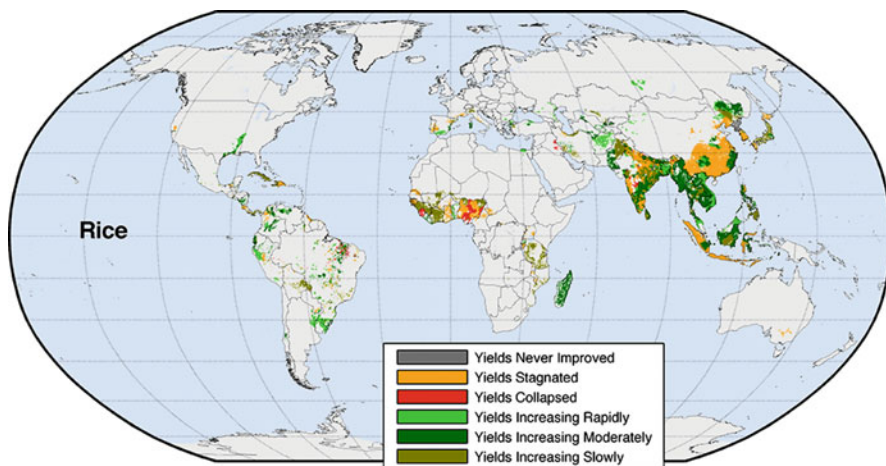 Rice
Yields Never Improved
Yields Stagnated
Yields Collapsed
Yields Increasing Rapidly
Yields Increasing Moderately
Yields Increasing Slowly